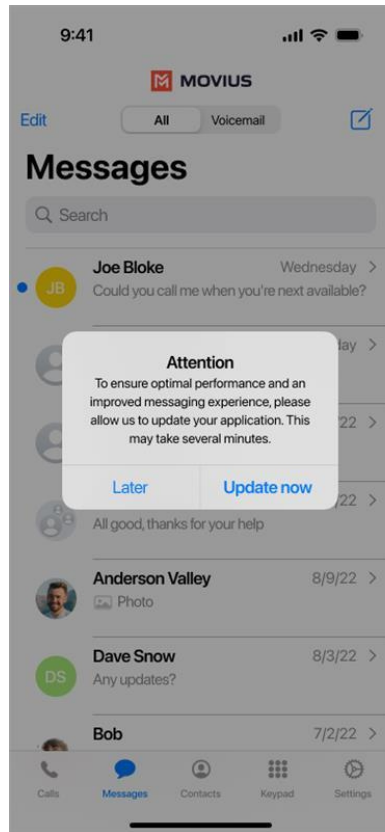 9:41
MOVIUS
Edit
All
Voicemail
Messages
Search
Joe Bloke
Wednesday
JB
Could you call me when you're next available?
day
Attention
To ensure optimal performance and an
improved messaging experience, please
allow us to update your application. This
may take several minutes.
/22
Later
Update now
/22
All good, thanks for your help
Anderson Valley
8/9/22
Photo
Dave Snow
8/3/22
DS
Any updates?
Bob
7/2/22
Calls
Messages
Contacts
Keypad
Settings